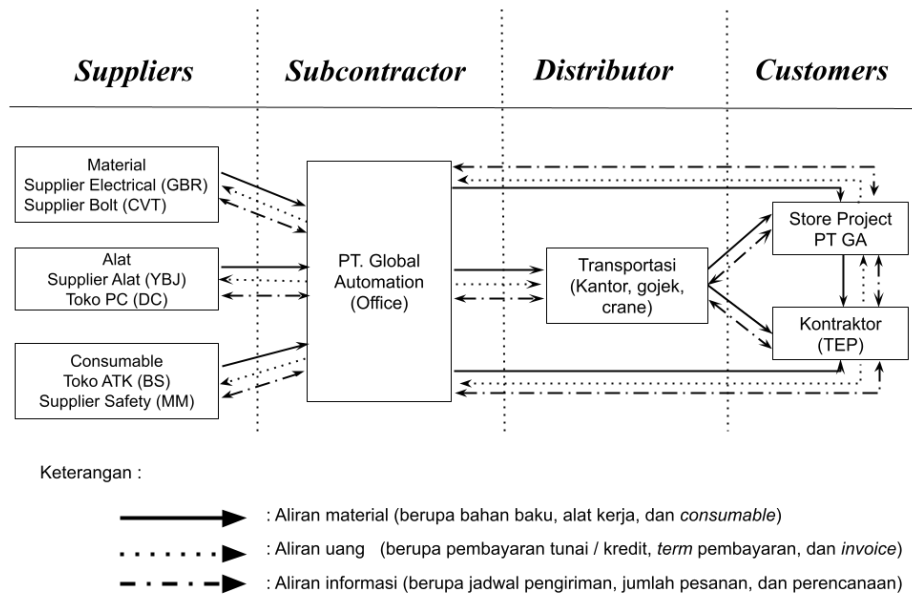 Suppliers
Subcontractor
Distributor
Customers
Material
Supplier Electrical (GBR)
Supplier Bolt (CVT)
Alat
Supplier Alat (YBJ)
Toko PC (DC)
Consumable
Toko ATK (BS)
Supplier Safety (MM)
PT. Global
Automation
(Office)
Transportasi
(Kantor, gojek,
crane)
Store Project
PT GA
Kontraktor
(TEP)
Keterangan :
: Aliran material (berupa bahan baku, alat kerja, dan consumable)
: Aliran uang (berupa pembayaran tunai / kredit, term pembayaran, dan invoice)
: Aliran informasi (berupa jadwal pengiriman, jumlah pesanan, dan perencanaan)